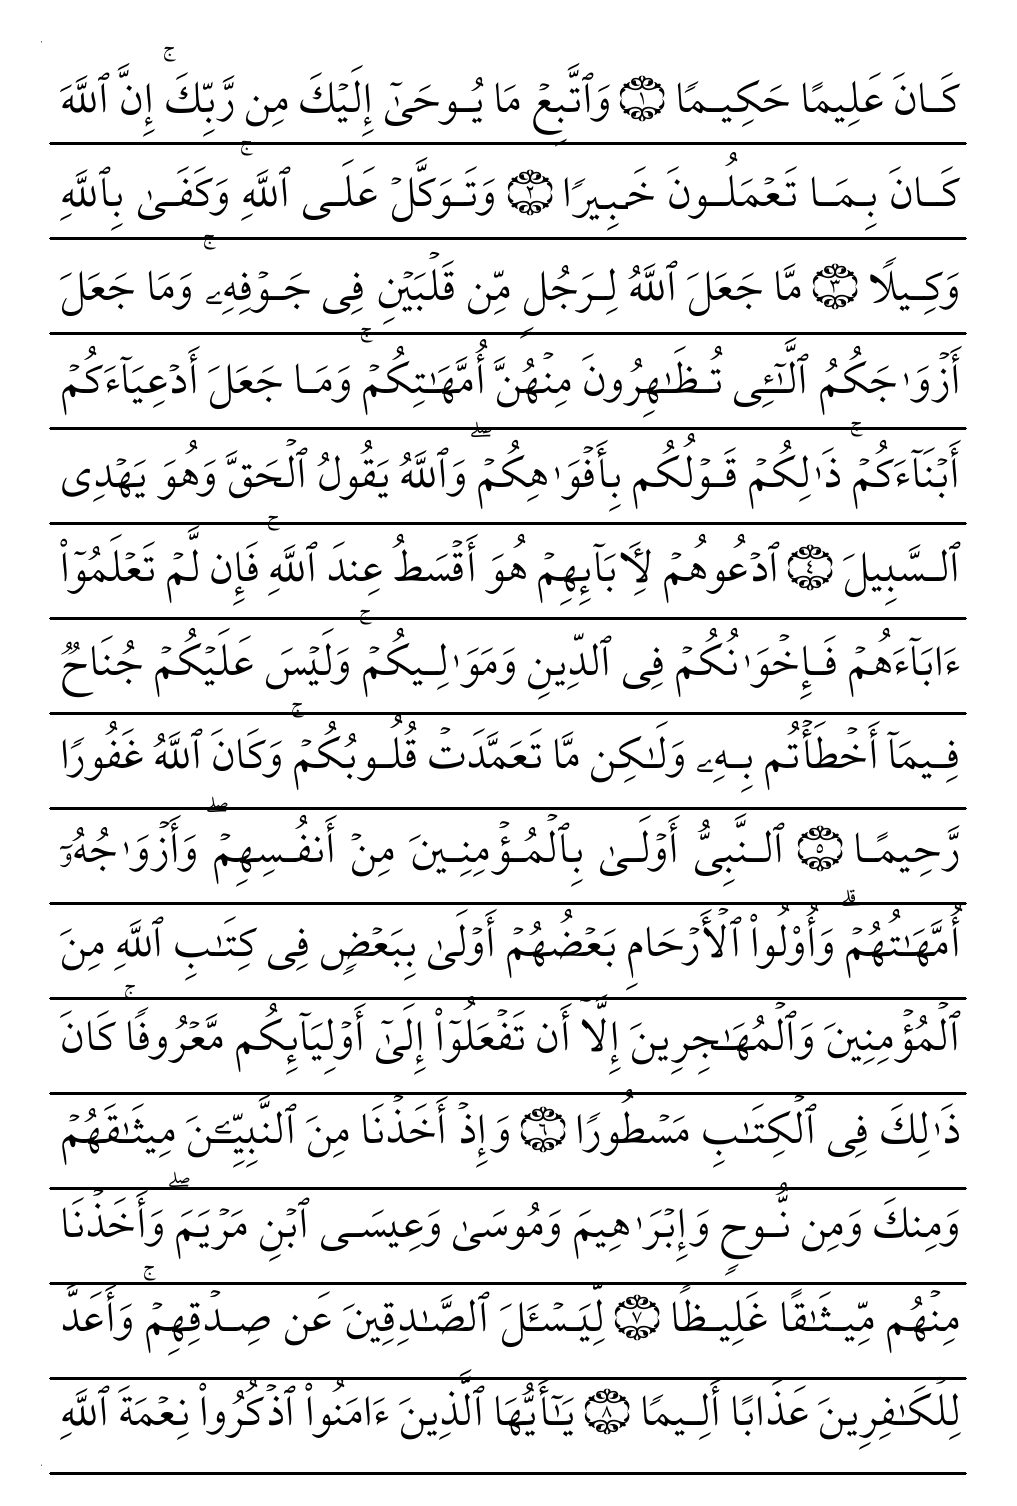 كَانَ عَلِيمًا حَكِيمًا ١ وَٱتَّبِعۡ مَا يُوحَىٰٓ إِلَيۡكَ مِن رَّبِّكَۚ إِنَّ ٱللَّهَ
كَانَ بِمَا تَعۡمَلُونَ خَبِيرًا ٢ وَتَوَكَّلۡ عَلَى ٱللَّهِۚ وَكَفَىٰ بِٱللَّهِ
وَكِيلًا ٣ مَّا جَعَلَ ٱللَّهُ لِرَجُلٍ مِّن قَلۡبَيۡنِ فِى جَوۡفِهِۦۚ وَمَا جَعَلَ
أَزۡوَٰجَكُمُ ٱلَّٰٓـِٔى تُظَٰهِرُونَ مِنۡهُنَّ أُمَّهَٰتِكُمۡۚ وَمَا جَعَلَ أَدۡعِيَآءَكُمۡ
أَبۡنَآءَكُمۡۚ ذَٰلِكُمۡ قَوۡلُكُم بِأَفۡوَٰهِكُمۡۖ وَٱللَّهُ يَقُولُ ٱلۡحَقَّ وَهُوَ يَهۡدِى
ٱلسَّبِيلَ ٤ ٱدۡعُوهُمۡ لِأٓبَآئِهِمۡ هُوَ أَقۡسَطُ عِندَ ٱللَّهِۚ فَإِن لَّمۡ تَعۡلَمُوٓاْ
ءَابَآءَهُمۡ فَإِخۡوَٰنُكُمۡ فِى ٱلدِّينِ وَمَوَٰلِيكُمۡۚ وَلَيۡسَ عَلَيۡكُمۡ جُنَاحٌ
فِيمَآ أَخۡطَأۡتُم بِهِۦ وَلَٰكِن مَّا تَعَمَّدَتۡ قُلُوبُكُمۡۚ وَكَانَ ٱللَّهُ غَفُورًا
رَّحِيمًا ٥ ٱلنَّبِىُّ أَوۡلَىٰ بِٱلۡمُؤۡمِنِينَ مِنۡ أَنفُسِهِمۡۖ وَأَزۡوَٰجُهُۥٓ
أُمَّهَٰتُهُمۡۗ وَأُوْلُواْ ٱلۡأَرۡحَامِ بَعۡضُهُمۡ أَوۡلَىٰ بِبَعۡضٍ فِى كِتَٰبِ ٱللَّهِ مِنَ
ٱلۡمُؤۡمِنِينَ وَٱلۡمُهَٰجِرِينَ إِلَّآ أَن تَفۡعَلُوٓاْ إِلَىٰٓ أَوۡلِيَآئِكُم مَّعۡرُوفًاۚ كَانَ
ذَٰلِكَ فِى ٱلۡكِتَٰبِ مَسۡطُورًا ٦ وَإِذۡ أَخَذۡنَا مِنَ ٱلنَّبِيِّـۧنَ مِيثَٰقَهُمۡ
وَمِنكَ وَمِن نُّوحٍ وَإِبۡرَٰهِيمَ وَمُوسَىٰ وَعِيسَى ٱبۡنِ مَرۡيَمَۖ وَأَخَذۡنَا
مِنۡهُم مِّيثَٰقًا غَلِيظًا ٧ لِّيَسۡـَٔلَ ٱلصَّٰدِقِينَ عَن صِدۡقِهِمۡۚ وَأَعَدَّ
لِلۡكَٰفِرِينَ عَذَابًا أَلِيمًا ٨ يَٰٓأَيُّهَا ٱلَّذِينَ ءَامَنُواْ ٱذۡكُرُواْ نِعۡمَةَ ٱللَّهِ